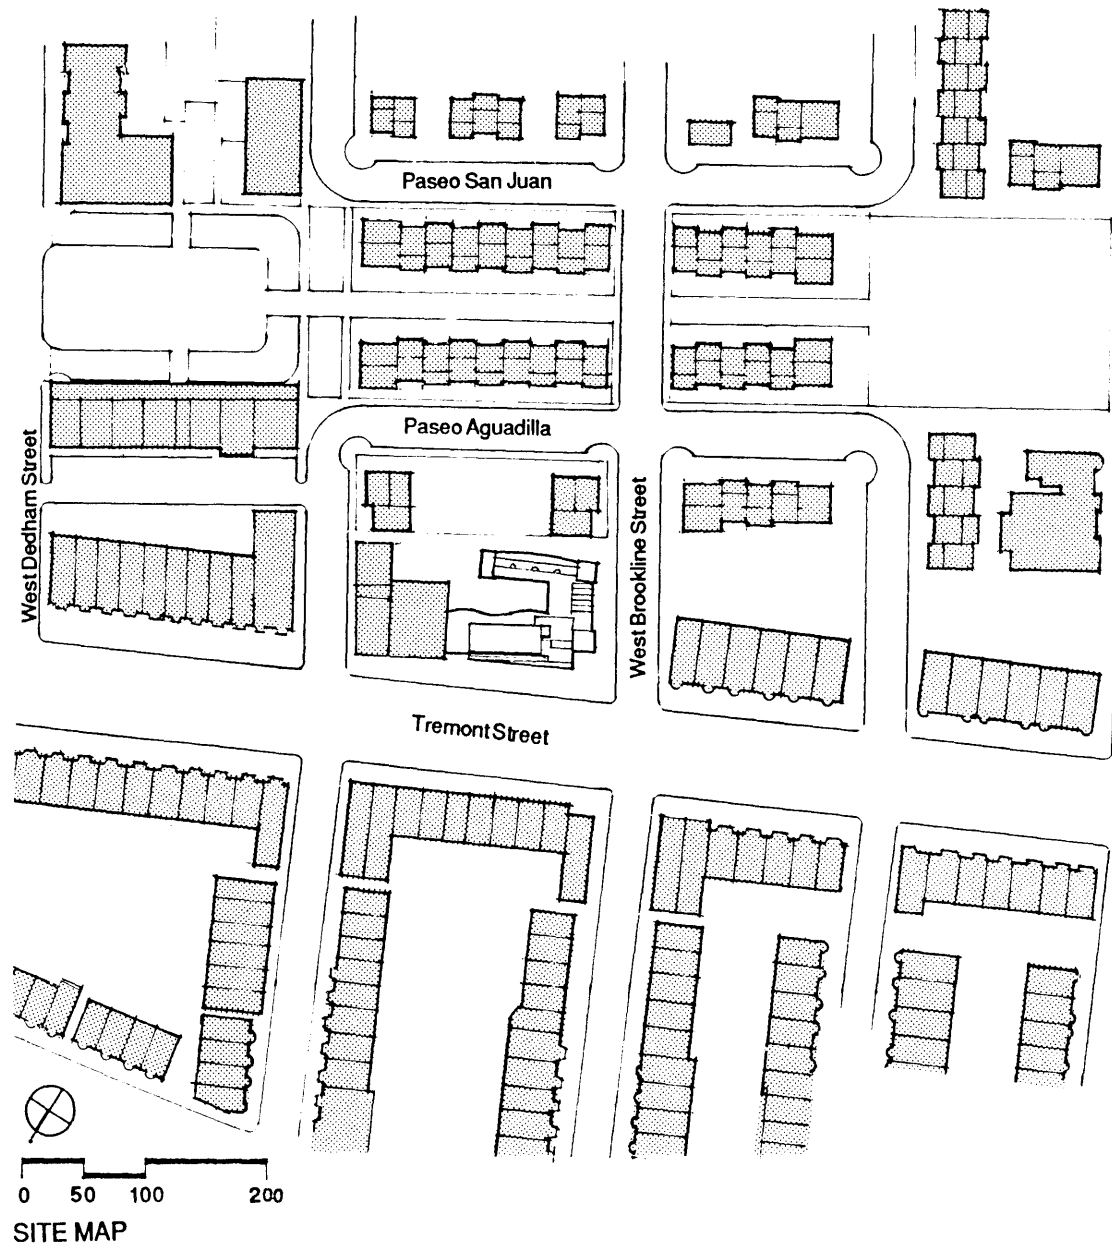 Paseo San Juan
Paseo Aguadilla
West Dedham Street
West Brookline Street
Tremont Street
0 50 100 200
SITE MAP